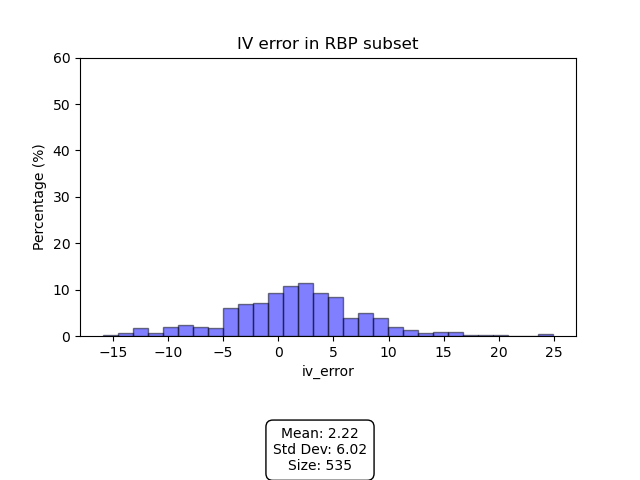 IV error in RBP subset
60
50
40
30
20
10
0
Percentage (%)
−15 −10 −5 0 5 10 15 20 25
iv_error
Mean: 2.22
Std Dev: 6.02
Size: 535